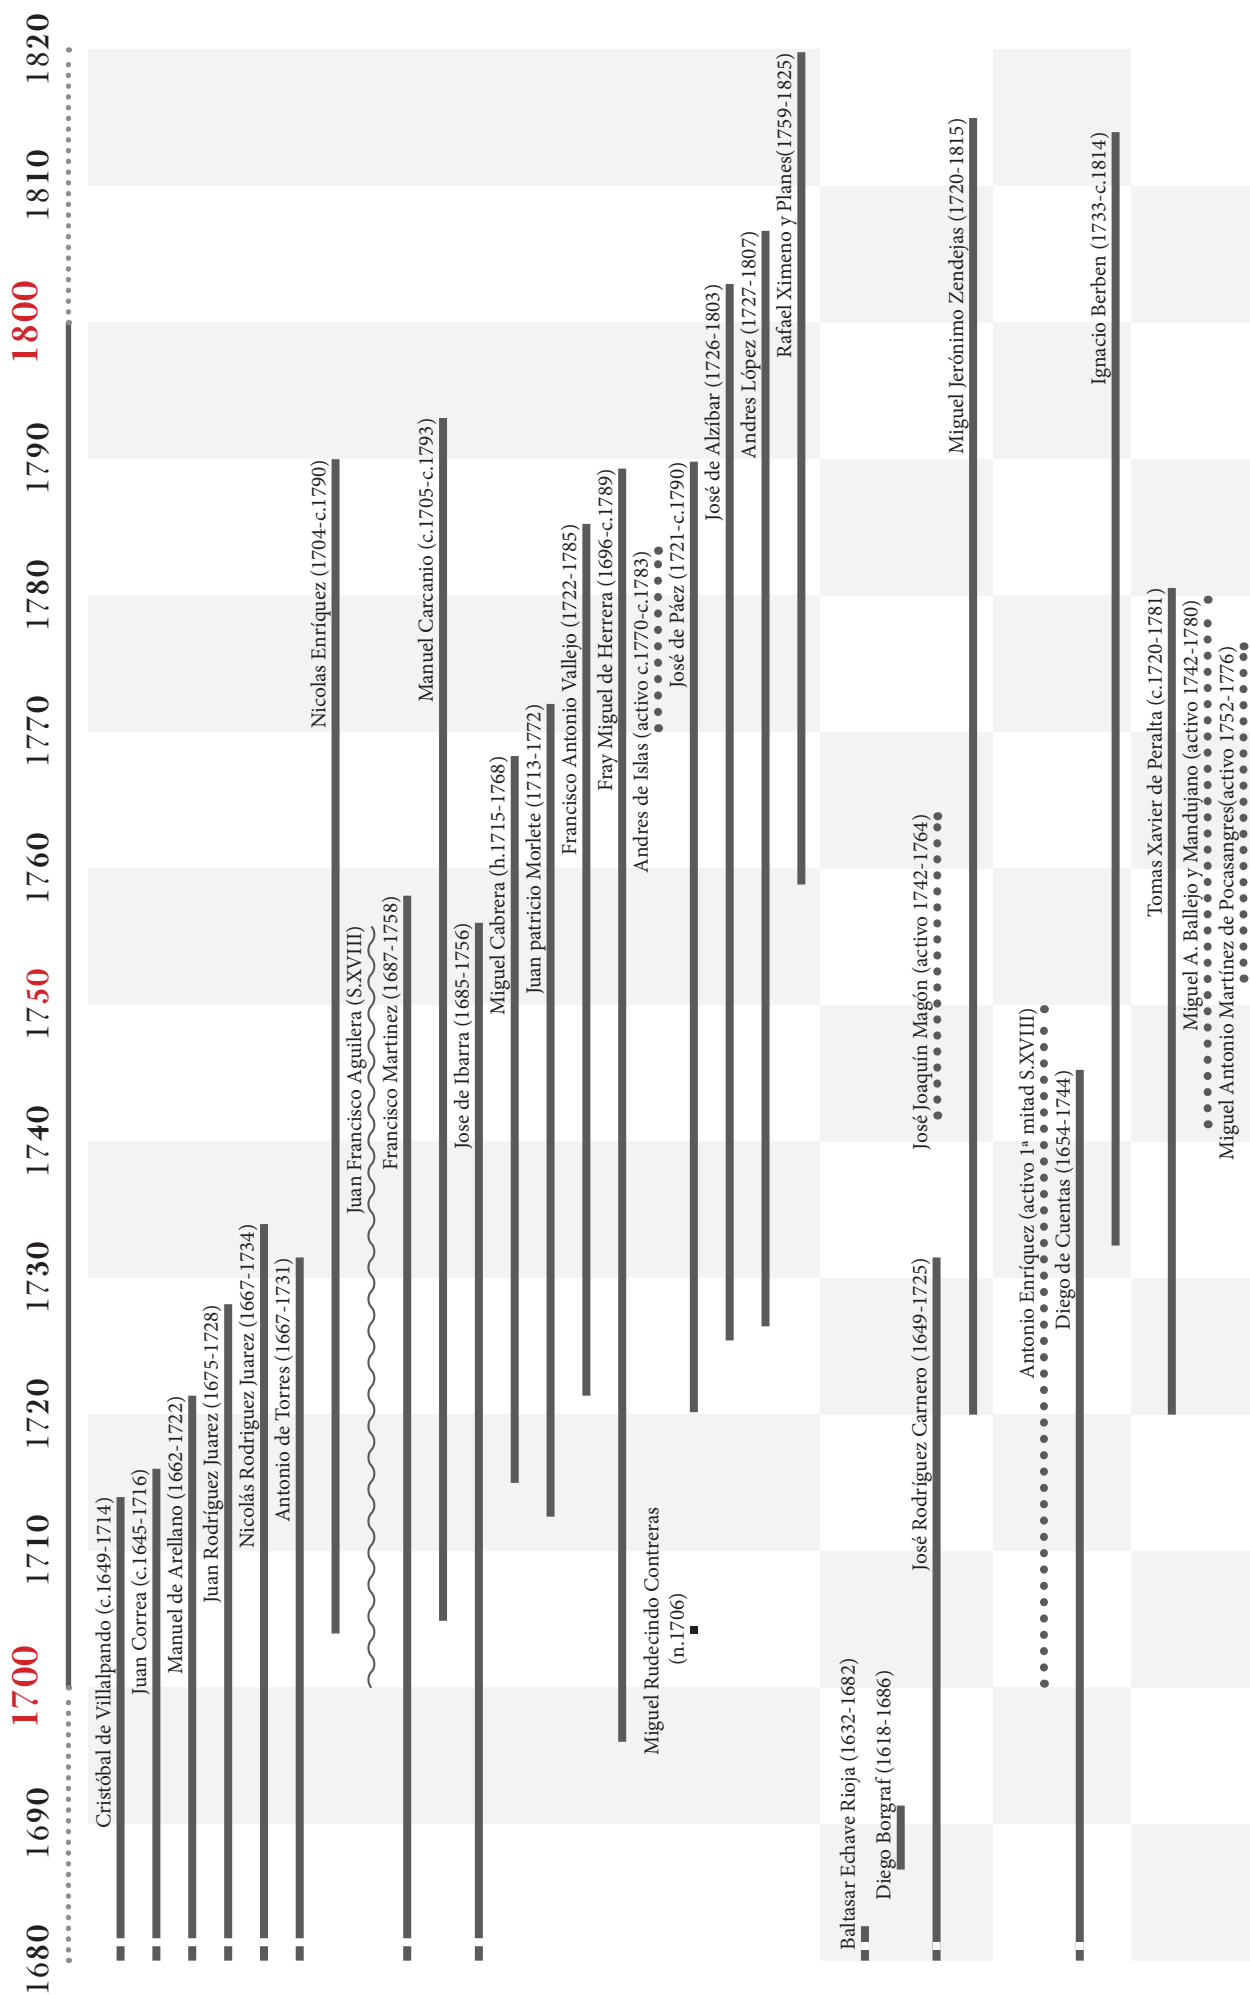 1680
1690
1700
1710
1720
1730
1740
1750
1760
1770
1780
1790
1800
1810
1820
Cristóbal de Villalpando (c.1649-1714)
Juan Correa (c.1645-1716)
Manuel de Arellano (1662-1722)
Juan Rodríguez Juarez (1675-1728)
Nicolás Rodriguez Juarez (1667-1734)
Antonio de Torres (1667-1731)
Nicolas Enríquez (1704-c.1790)
Juan Francisco Aguilera (S.XVIII)
Francisco Martinez (1687-1758)
Manuel Carcanio (c.1705-c.1793)
Jose de Ibarra (1685-1756)
Miguel Cabrera (h.1715-1768)
Juan patricio Morlete (1713-1772)
Francisco Antonio Vallejo (1722-1785)
Fray Miguel de Herrera (1696-c.1789)
Andres de Islas (activo c.1770-c.1783)
Miguel Rudecindo Contreras
(n.1706)
José de Páez (1721-c.1790)
José de Alzíbar (1726-1803)
Andres López (1727-1807)
Rafael Ximeno y Planes(1759-1825)
Baltasar Echave Rioja (1632-1682)
Diego Borgraf (1618-1686)
José Rodríguez Carnero (1649-1725)
José Joaquín Magón (activo 1742-1764)
Miguel Jerónimo Zendejas (1720-1815)
Antonio Enríquez (activo 1ª mitad S.XVIII)
Diego de Cuentas (1654-1744)
Ignacio Berben (1733-c.1814)
Tomas Xavier de Peralta (c.1720-1781)
Miguel A. Ballejo y Mandujano (activo 1742-1780)
Miguel Antonio Martínez de Pocasangres(activo 1752-1776)